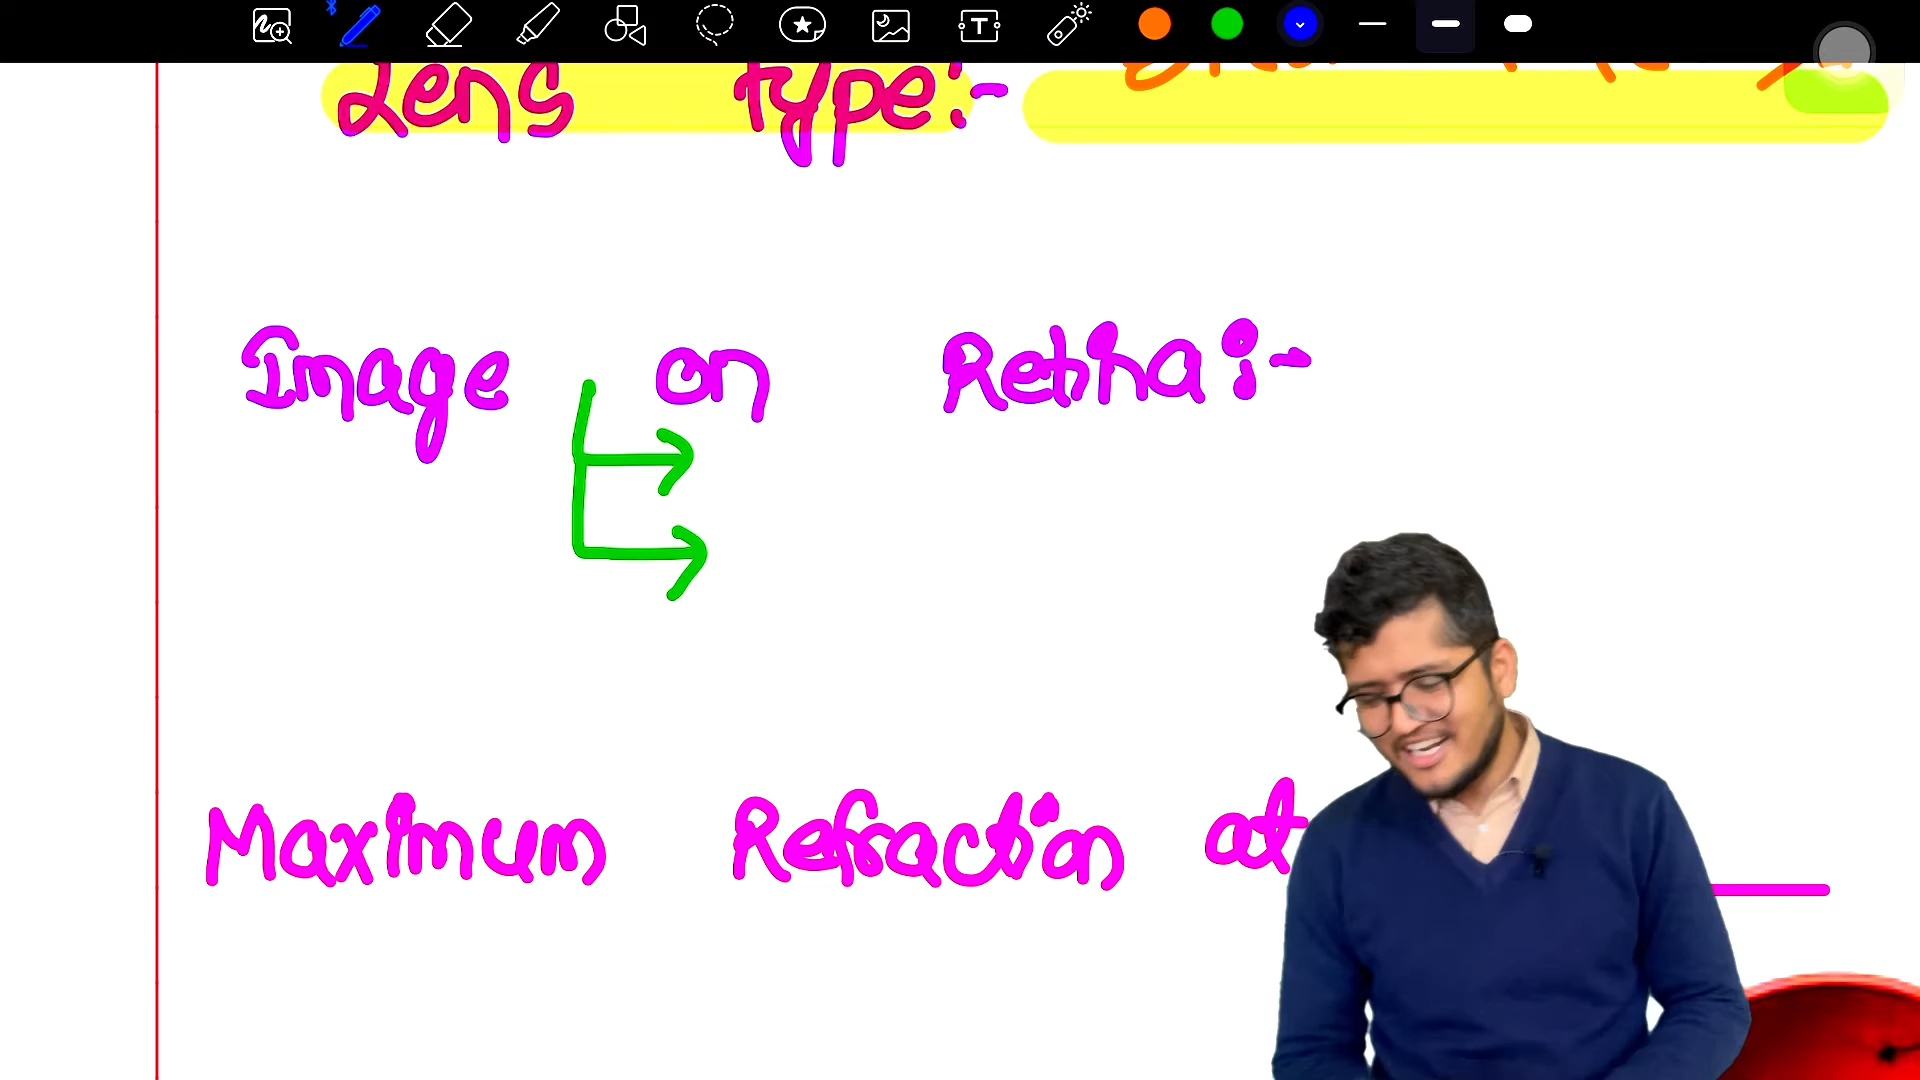 Lens type:-
Image on Retina:-
Maximum Refraction at